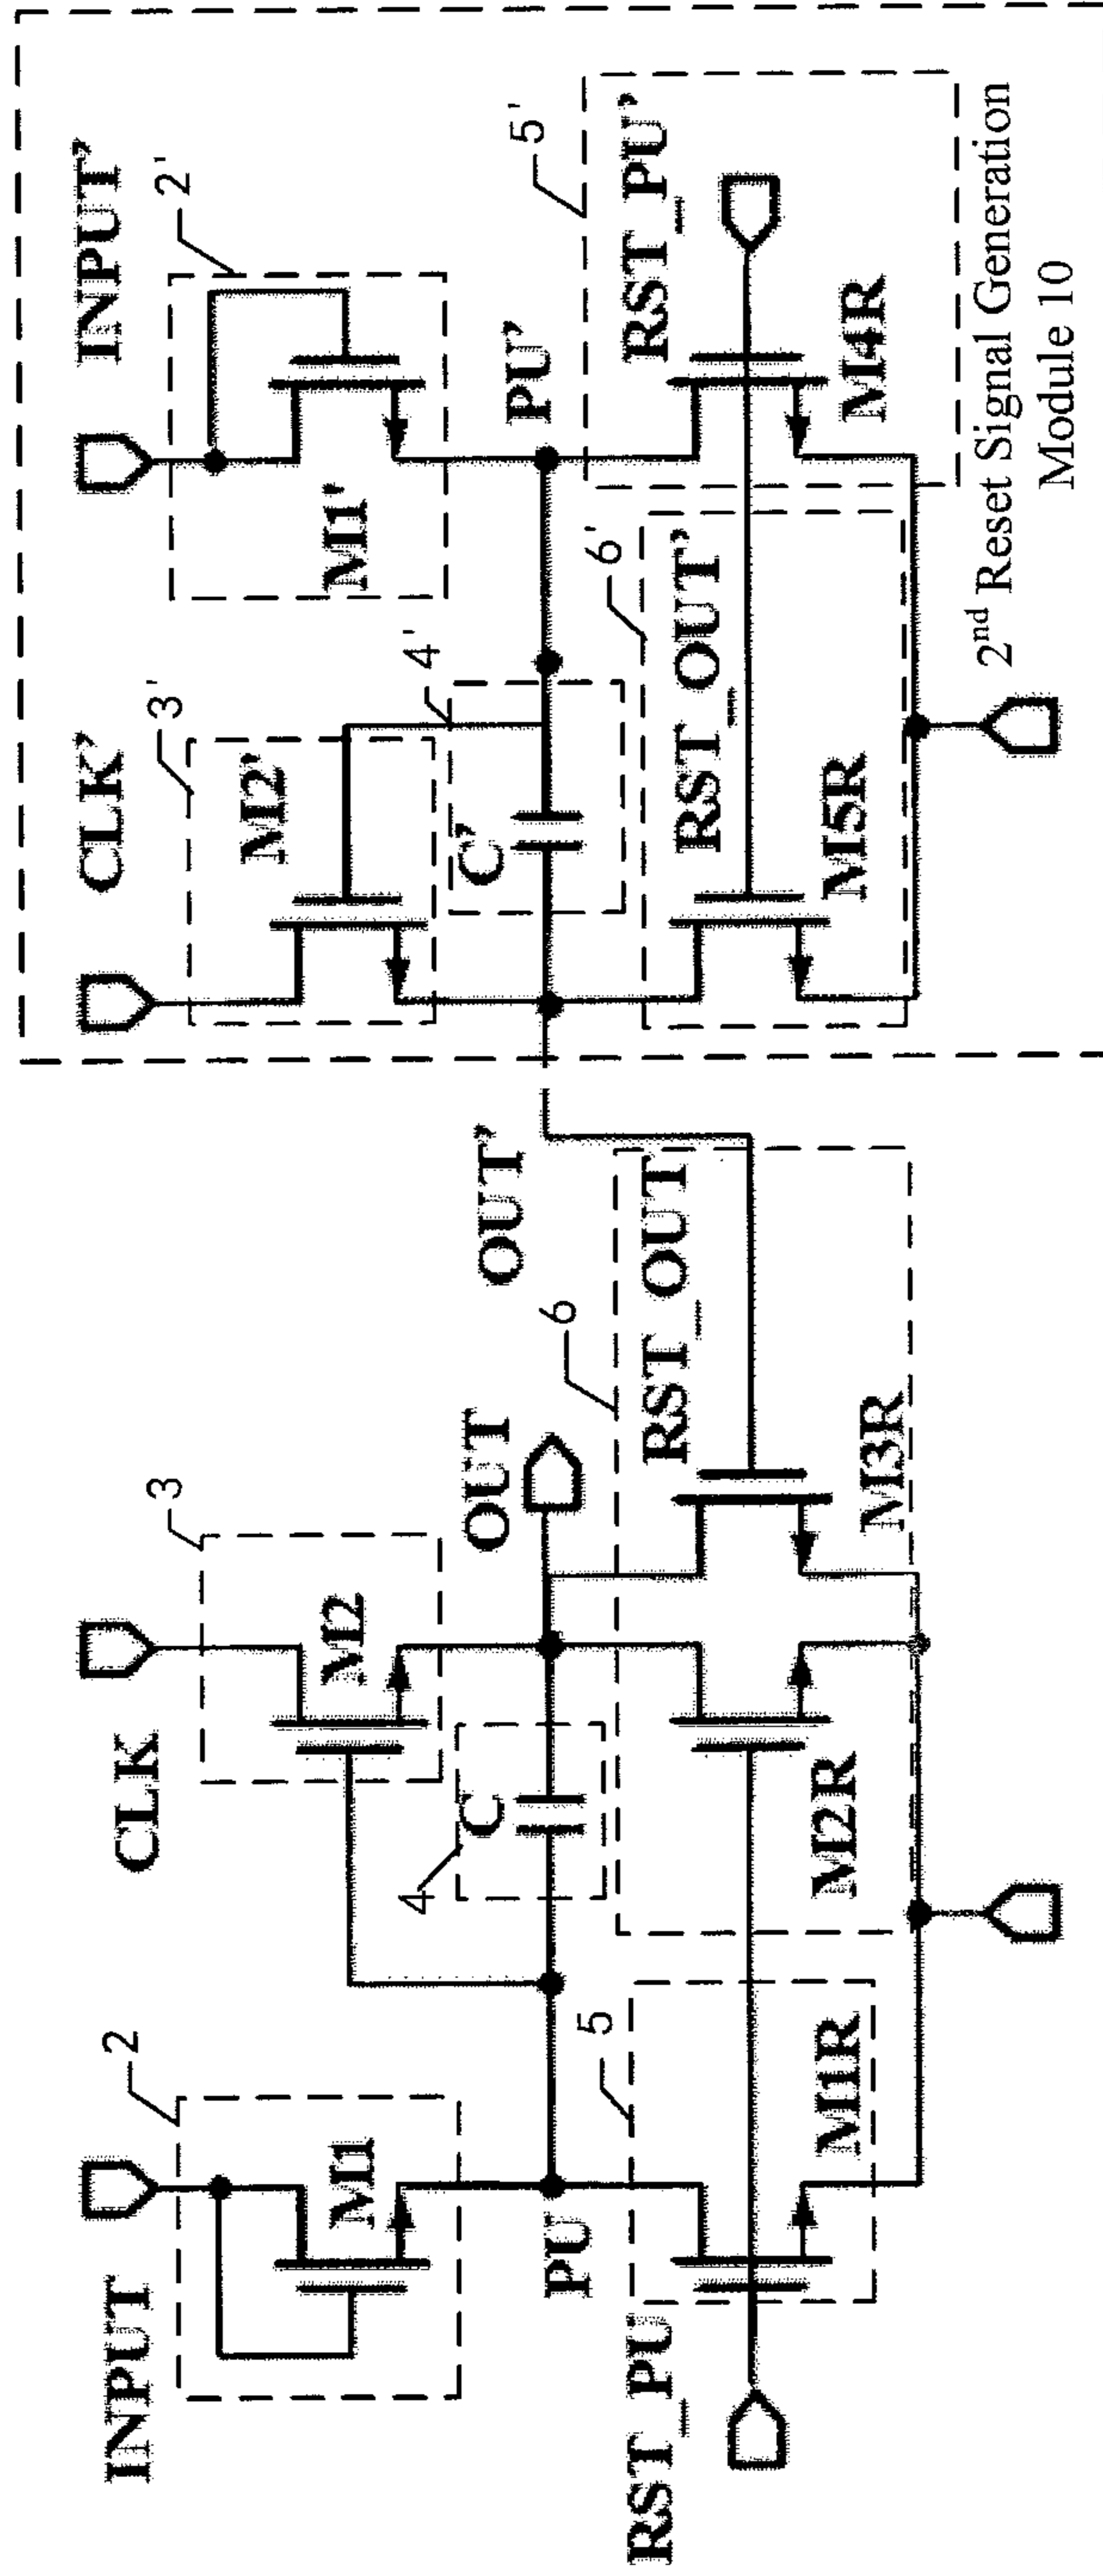 INPUT
2
M1
CLK
3
M2
4
C
PU
OUT
OUT'
RST_PU
5
M1R
M2R
6
RST_OUT
M3R
CLK'
3'
M2'
4'
C'
INPUT'
2'
M1'
PU'
6'
RST_OUT'
M5R
5'
RST_PU'
M4R
2nd Reset Signal Generation
Module 10